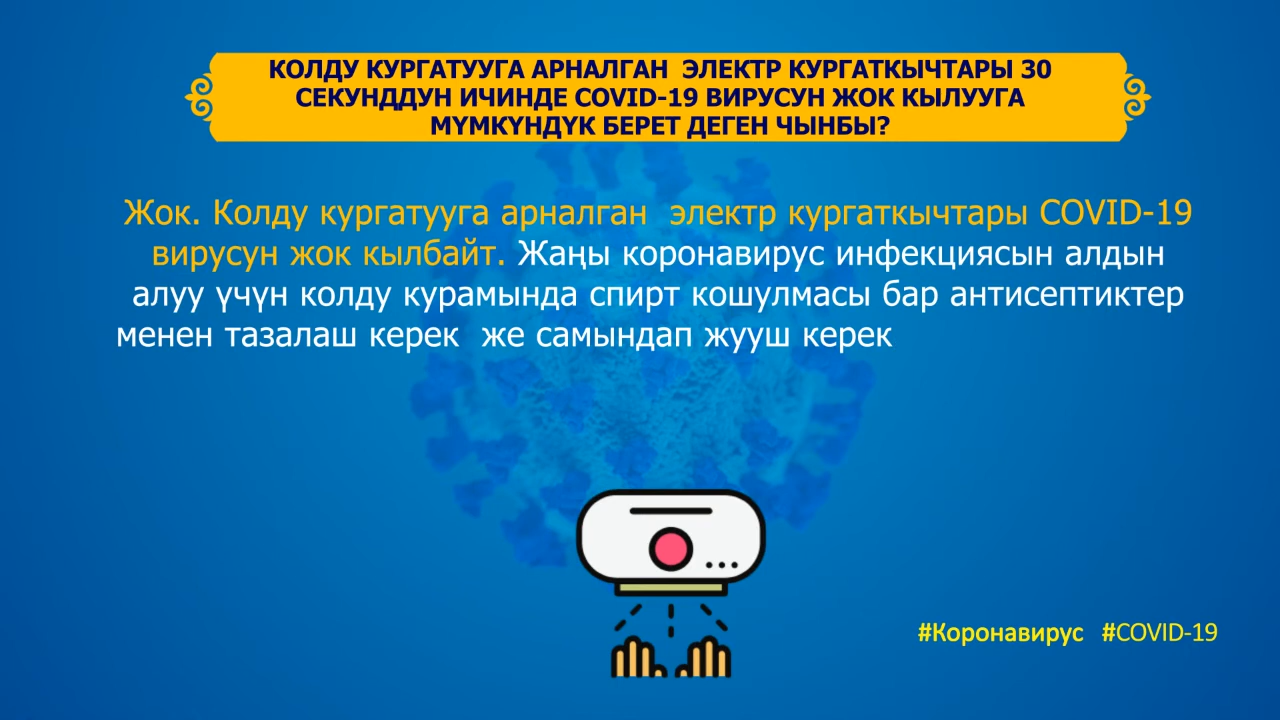 КОЛДУ КУРГАТУУГА АРНАЛГАН ЭЛЕКТР КУРГАТКЫЧТАРЫ 30
СЕКУНДДУН ИЧИНДЕ COVID-19 ВИРУСУН ЖОК КЫЛУУГА
МҮМКҮНДҮК БЕРЕТ ДЕГЕН ЧЫНБЫ?
Жок. Колду кургатууга арналган электр кургаткычтары COVID-19
вирусун жок кылбайт. Жаңы коронавирус инфекциясын алдын
алуу үчүн колду курамында спирт кошулмасы бар антисептиктер
менен тазалаш керек же самындап жууш керек
#Коронавирус #COVID-19